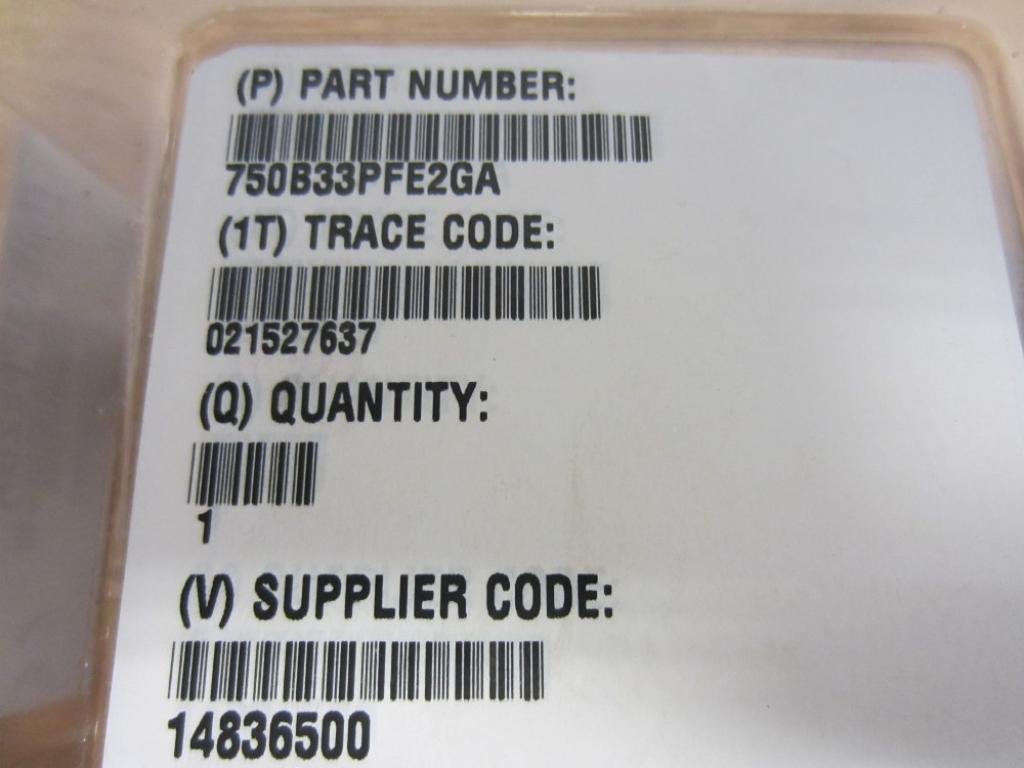 (P) PART NUMBER:
750B33PFE2GA
(1T) TRACE CODE:
021527637
(Q) QUANTITY:
1
(V) SUPPLIER CODE:
14836500